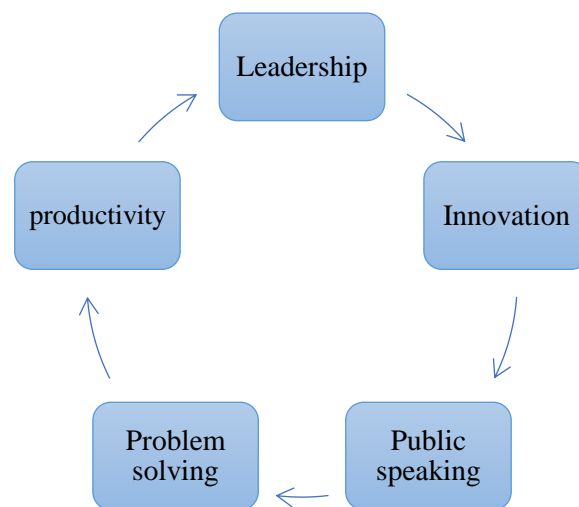 Leadership
Innovation
Public
speaking
Problem
solving
productivity